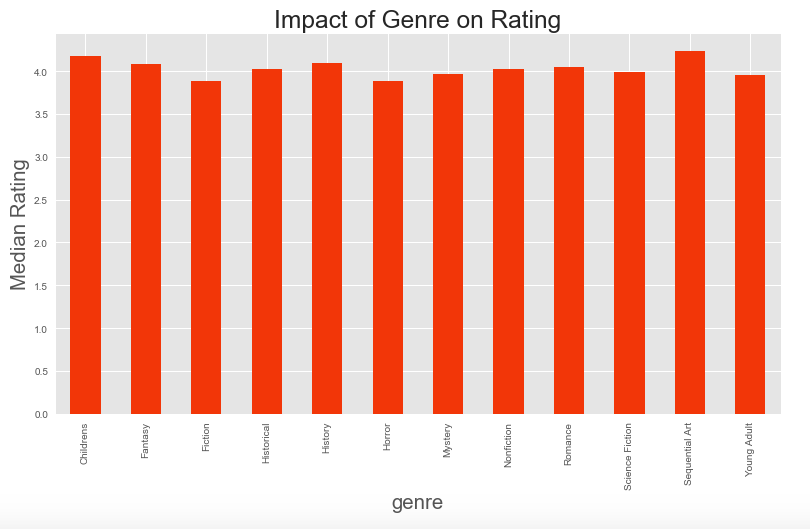 Impact of Genre on Rating
Median Rating
4.0
3.5
3.0
2.5
2.0
1.5
1.0
0.5
0.0
Childrens
Fantasy
Fiction
Historical
History
Horror
Mystery
Nonfiction
Romance
Science Fiction
Sequential Art
Young Adult
genre